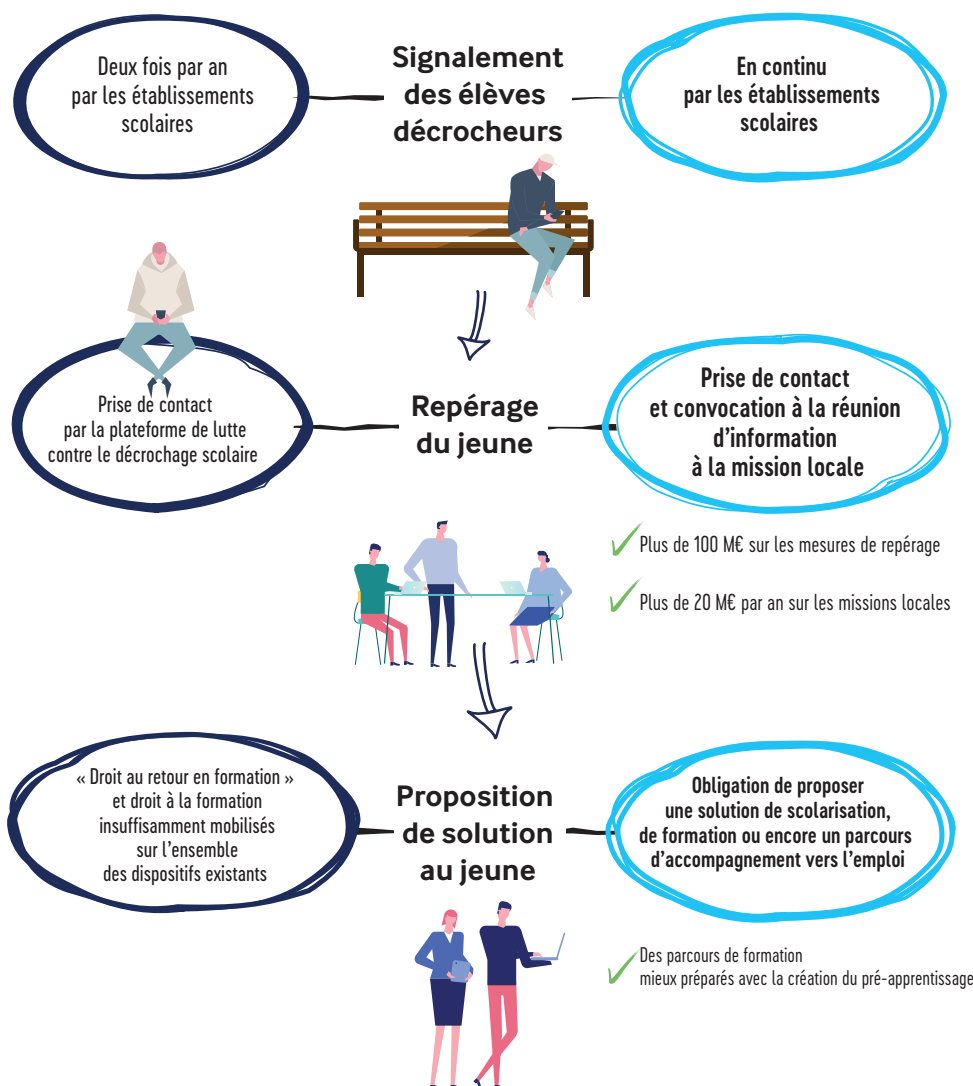 Deux fois par an
par les établissements
scolaires
Signalement
des élèves
décrocheurs
En continu
par les établissements
scolaires
Prise de contact
par la plateforme de lutte
contre le décrochage scolaire
Repérage
du jeune
Prise de contact
et convocation à la réunion
d’information
à la mission locale
Plus de 100 M€ sur les mesures de repérage
Plus de 20 M€ par an sur les missions locales
« Droit au retour en formation »
et droit à la formation
insuffisamment mobilisés
sur l’ensemble
des dispositifs existants
Proposition
de solution
au jeune
Obligation de proposer
une solution de scolarisation,
de formation ou encore un parcours
d’accompagnement vers l’emploi
Des parcours de formation
mieux préparés avec la création du pré-apprentissage